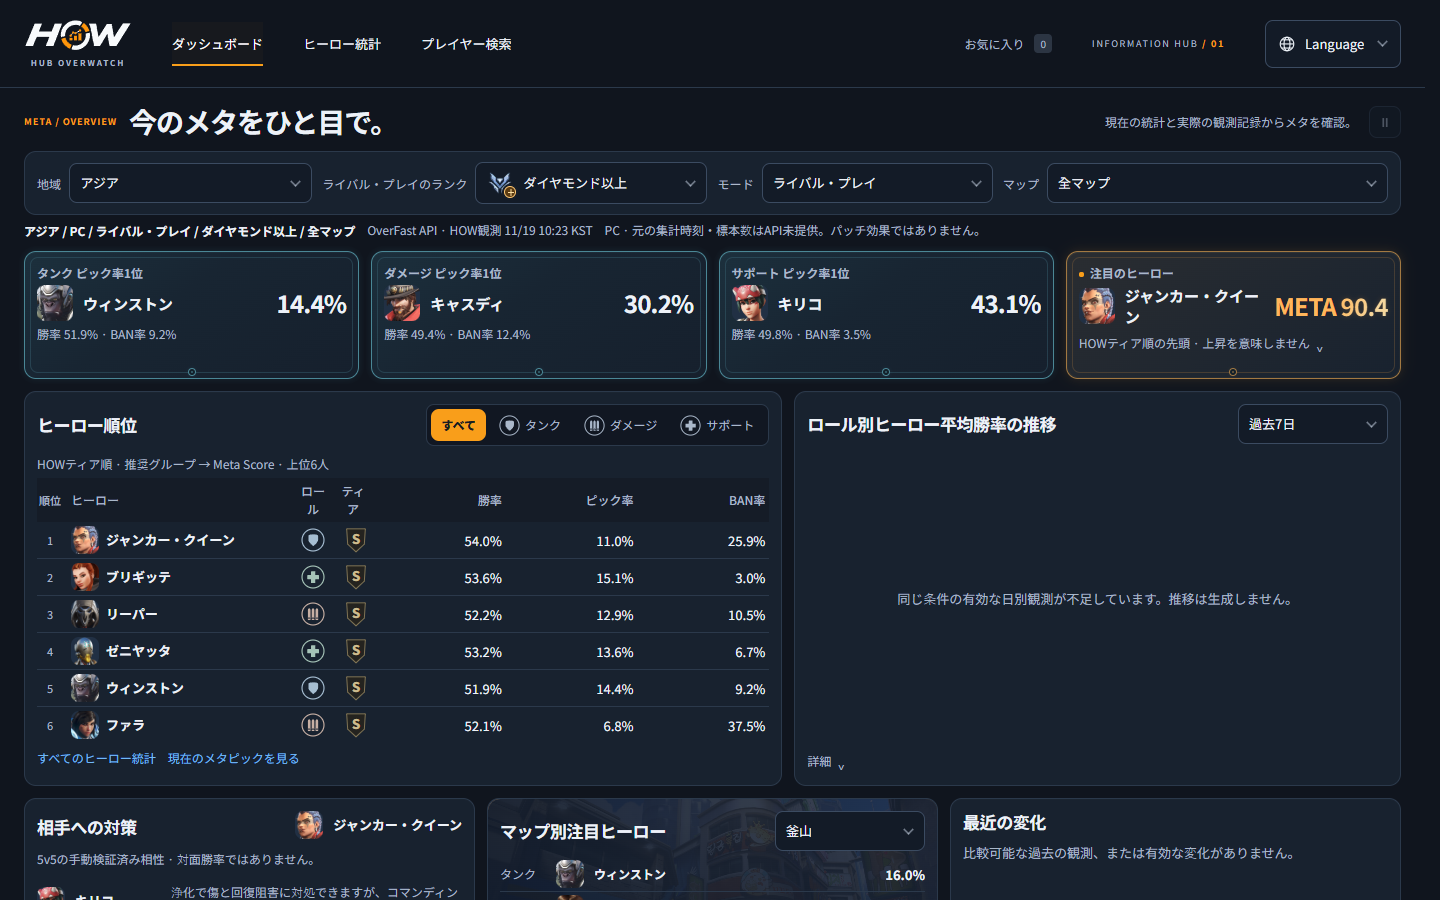 HOW
HUB OVERWATCH
ダッシュボード
ヒーロー統計
プレイヤー検索
お気に入り 0
INFORMATION HUB / 01
Language
META / OVERVIEW
今のメタをひと目で。
現在の統計と実際の観測記録からメタを確認。
地域
アジア
ライバル・プレイのランク
ダイヤモンド以上
モード
ライバル・プレイ
マップ
全マップ
アジア / PC / ライバル・プレイ / ダイヤモンド以上 / 全マップ
OverFast API · HOW観測 11/19 10:23 KST
PC · 元の集計時刻・標本数はAPI未提供。パッチ効果ではありません。
タンク ピック率1位
ウィンストン
14.4%
勝率 51.9% · BAN率 9.2%
ダメージ ピック率1位
キャスディ
30.2%
勝率 49.4% · BAN率 12.4%
サポート ピック率1位
キリコ
43.1%
勝率 49.8% · BAN率 3.5%
注目のヒーロー
ジャンカー・クイー
ン
META 90.4
HOWティア順の先頭 · 上昇を意味しません
ヒーロー順位
すべて
タンク
ダメージ
サポート
HOWティア順 · 推奨グループ → Meta Score · 上位6人
順位 ヒーロー ロー ティ 勝率 ピック率 BAN率
ル ア
1 ジャンカー・クイーン S 54.0% 11.0% 25.9%
2 ブリギッテ S 53.6% 15.1% 3.0%
3 リーパー S 52.2% 12.9% 10.5%
4 ゼニヤッタ S 53.2% 13.6% 6.7%
5 ウィンストン S 51.9% 14.4% 9.2%
6 ファラ S 52.1% 6.8% 37.5%
すべてのヒーロー統計 現在のメタピックを見る
ロール別ヒーロー平均勝率の推移
過去7日
同じ条件の有効な日別観測が不足しています。推移は生成しません。
詳細
相手への対策
ジャンカー・クイーン
5v5の手動検証済み相性 · 対面勝率ではありません。
キリコ
浄化で傷と回復阻害に対処できますが、コマンディン
マップ別注目ヒーロー
釜山
タンク ウィンストン 16.0%
最近の変化
比較可能な過去の観測、または有効な変化がありません。